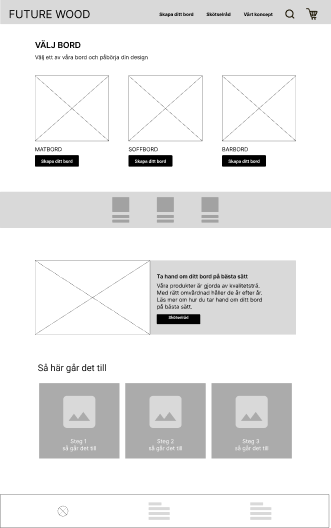 FUTURE WOOD
Skapa ditt bord
Skötselråd
Vårt koncept
VÄLJ BORD
Välj ett av våra bord och påbörja din design
MATBORD
SOFFBORD
BARBORD
Skapa ditt bord
Skapa ditt bord
Skapa ditt bord
Ta hand om ditt bord på bästa sätt
Våra produkter är gjorda av kvalitetsträ.
Med rätt omvårdnad håller de år efter år.
Läs mer om hur du tar hand om ditt bord
på bästa sätt.
Skötselråd
Så här går det till
Steg 1
så går det till
Steg 2
så går det till
Steg 3
så går det till